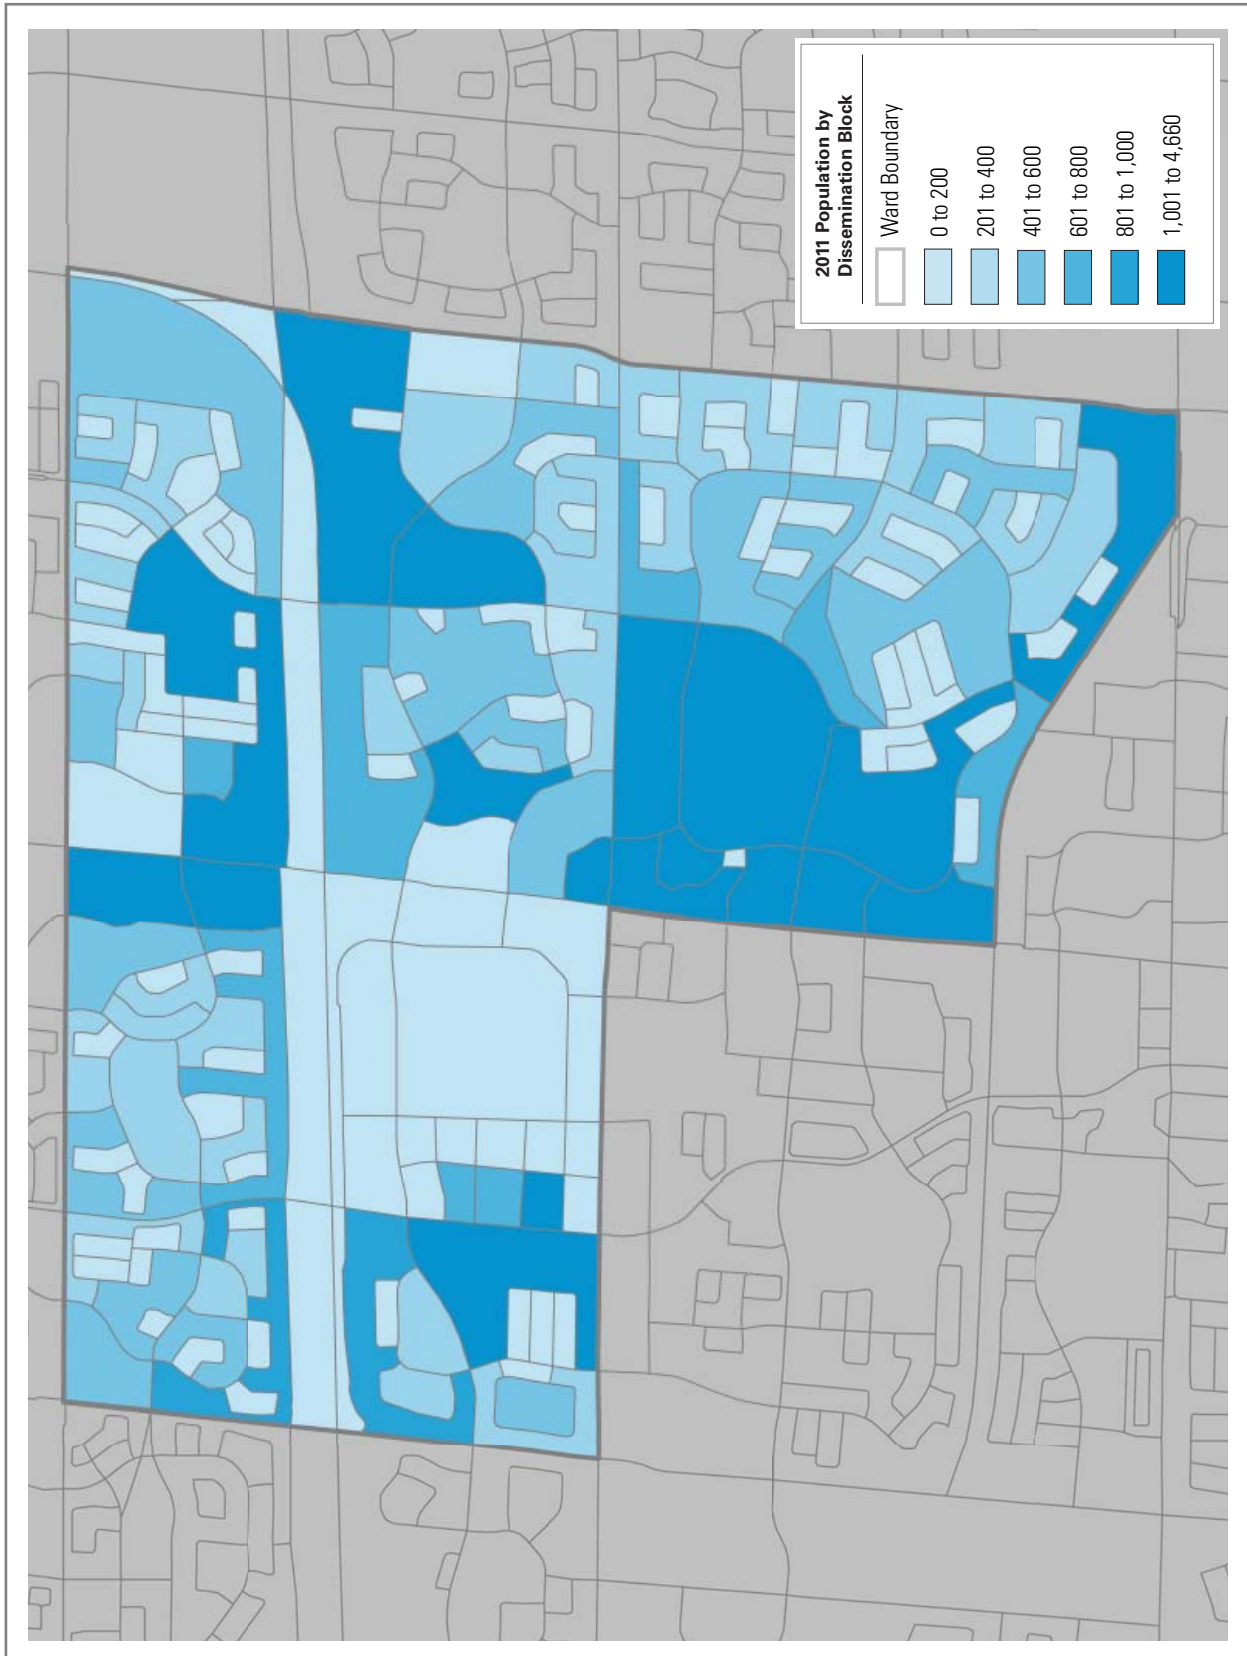 2011 Population by
Dissemination Block
Ward Boundary
0 to 200
201 to 400
401 to 600
601 to 800
801 to 1,000
1,001 to 4,660